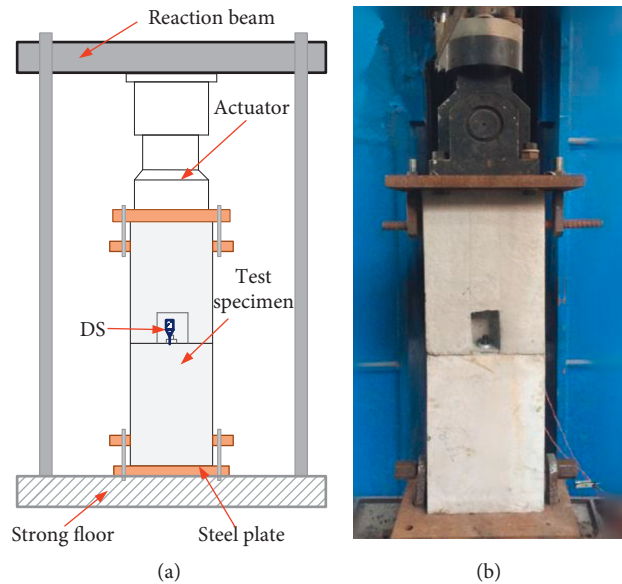 Reaction beam
Actuator
Test
specimen
DS
Strong floor
Steel plate
(a)
(b)